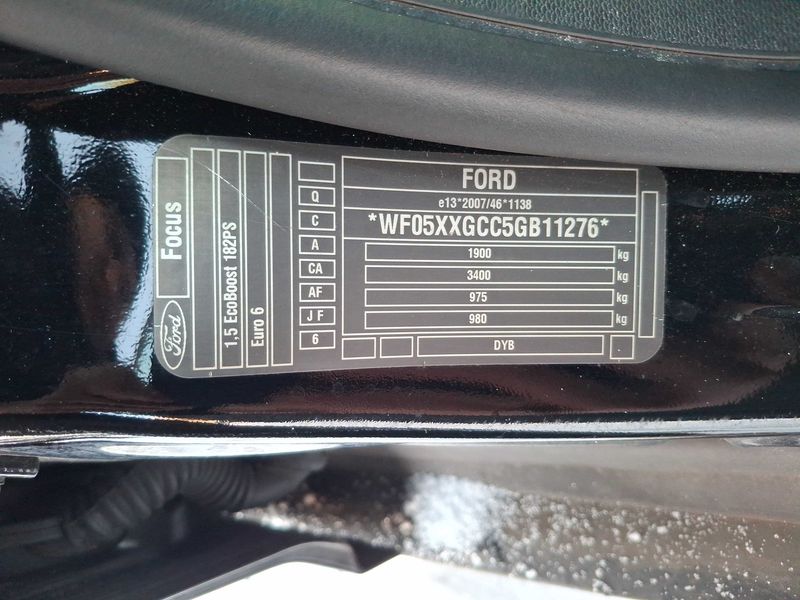 Focus
Ford
1,5 EcoBoost 182PS
Euro 6
Q
C
A
CA
AF
J F
6
FORD
e13*2007/46*1138
*WF05XXGCC5GB11276*
1900 kg
3400 kg
975 kg
980 kg
DYB